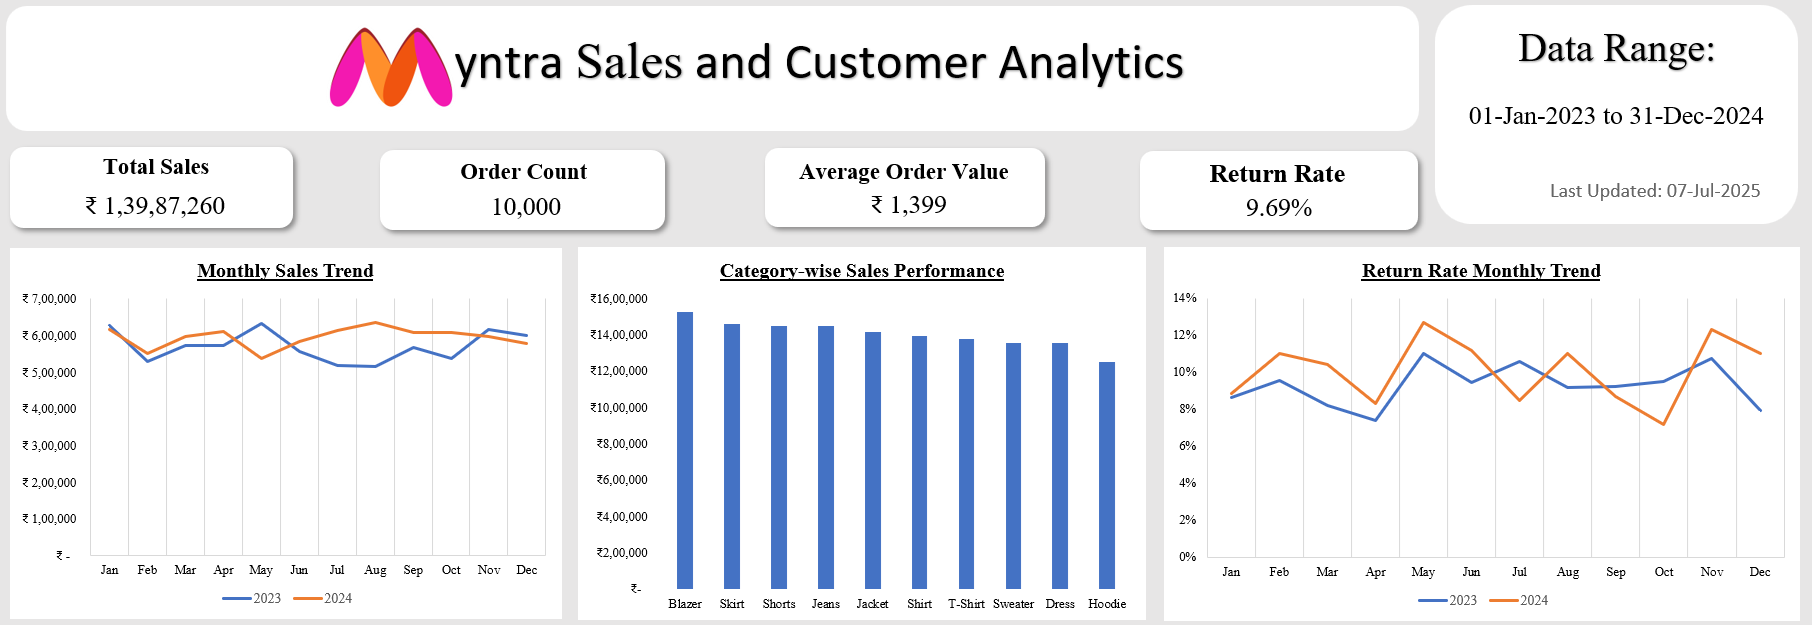 yntra Sales and Customer Analytics
Data Range:
01-Jan-2023 to 31-Dec-2024
Last Updated: 07-Jul-2025
Total Sales
₹ 1,39,87,260
Order Count
10,000
Average Order Value
₹ 1,399
Return Rate
9.69%
Monthly Sales Trend
₹ 7,00,000
₹ 6,00,000
₹ 5,00,000
₹ 4,00,000
₹ 3,00,000
₹ 2,00,000
₹ 1,00,000
₹ -
Jan Feb Mar Apr May Jun Jul Aug Sep Oct Nov Dec
2023 2024
Category-wise Sales Performance
₹16,00,000
₹14,00,000
₹12,00,000
₹10,00,000
₹8,00,000
₹6,00,000
₹4,00,000
₹2,00,000
₹-
Blazer Skirt Shorts Jeans Jacket Shirt T-Shirt Sweater Dress Hoodie
Return Rate Monthly Trend
14%
12%
10%
8%
6%
4%
2%
0%
Jan Feb Mar Apr May Jun Jul Aug Sep Oct Nov Dec
2023 2024